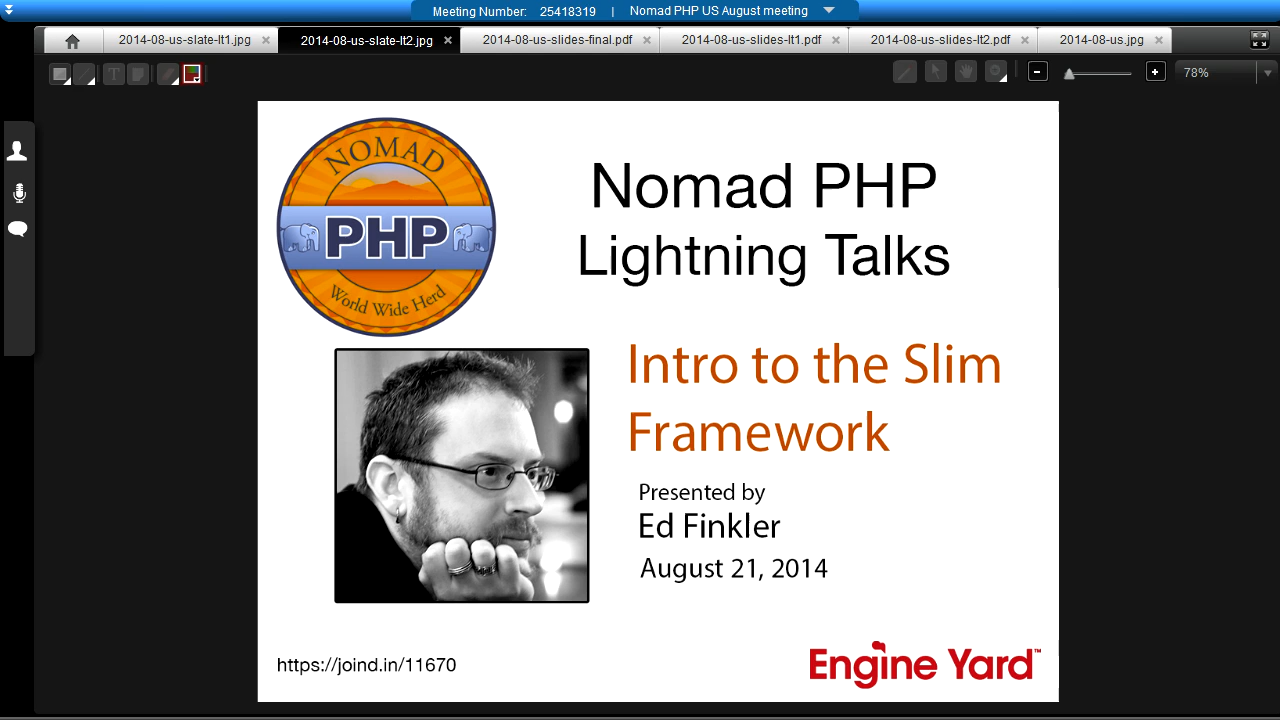 Meeting Number: 25418319 | Nomad PHP US August meeting
2014-08-us-slate-lt1.jpg
2014-08-us-slate-lt2.jpg
2014-08-us-slides-final.pdf
2014-08-us-slides-lt1.pdf
2014-08-us-slides-lt2.pdf
2014-08-us.jpg
T
78%
NOMAD
PHP
World Wide Herd
Nomad PHP
Lightning Talks
Intro to the Slim
Framework
Presented by
Ed Finkler
August 21, 2014
https://joind.in/11670
Engine Yard™